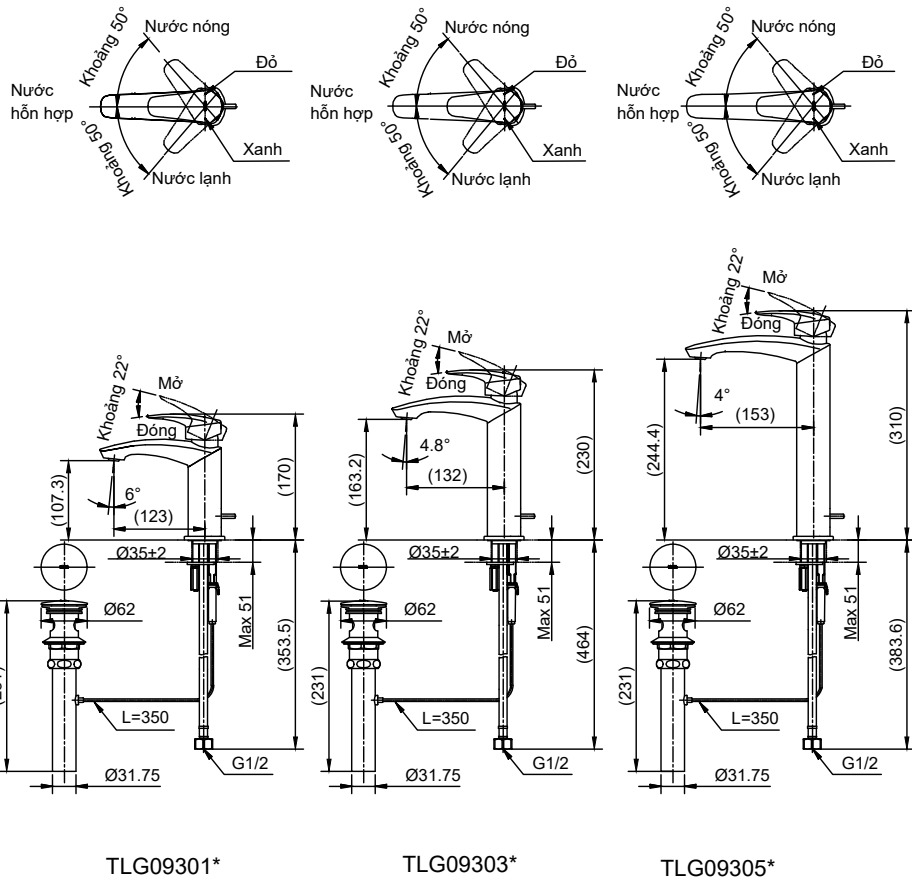 Khoảng 50°
Nước nóng
Đỏ
Nước
hỗn hợp
Xanh
Khoảng 50°
Nước lạnh
Khoảng 50°
Nước nóng
Đỏ
Nước
hỗn hợp
Xanh
Khoảng 50°
Nước lạnh
Khoảng 50°
Nước nóng
Đỏ
Nước
hỗn hợp
Xanh
Khoảng 50°
Nước lạnh
Khoảng 22°
Mở
Đóng
6°
(123)
(107.3)
(170)
Ø35±2
Ø62
Max 51
(353.5)
L=350
G1/2
Ø31.75
TLG09301*
Khoảng 22°
Mở
Đóng
4.8°
(132)
(163.2)
(230)
Ø35±2
Ø62
Max 51
(464)
(231)
L=350
G1/2
Ø31.75
TLG09303*
Khoảng 22°
Mở
Đóng
4°
(153)
(244.4)
(310)
Ø35±2
Ø62
Max 51
(383.6)
(231)
L=350
G1/2
Ø31.75
TLG09305*